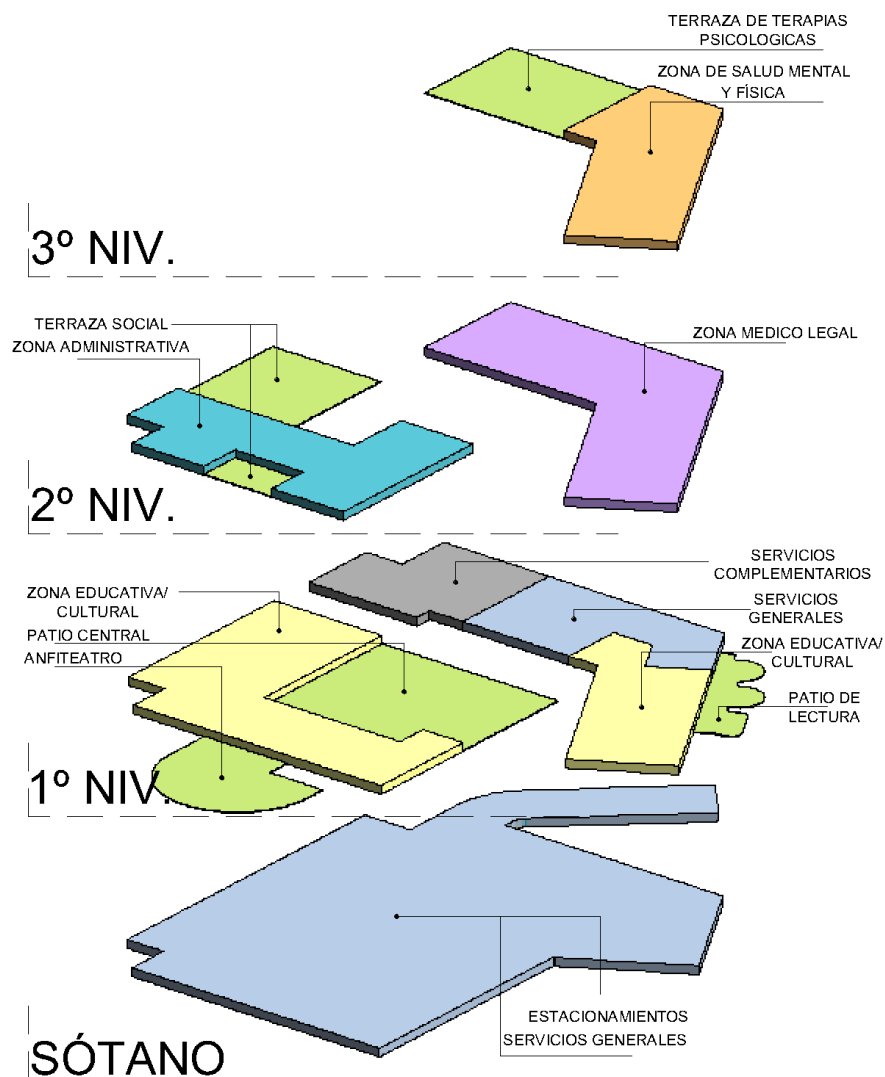 TERRAZA DE TERAPIAS
PSICOLOGICAS
ZONA DE SALUD MENTAL
Y FÍSICA
3º NIV.
TERRAZA SOCIAL
ZONA ADMINISTRATIVA
ZONA MEDICO LEGAL
2º NIV.
SERVICIOS
COMPLEMENTARIOS
ZONA EDUCATIVA/
CULTURAL
SERVICIOS
GENERALES
PATIO CENTRAL
ZONA EDUCATIVA/
CULTURAL
ANFITEATRO
PATIO DE
LECTURA
1º NIV.
ESTACIONAMIENTOS
SERVICIOS GENERALES
SÓTANO